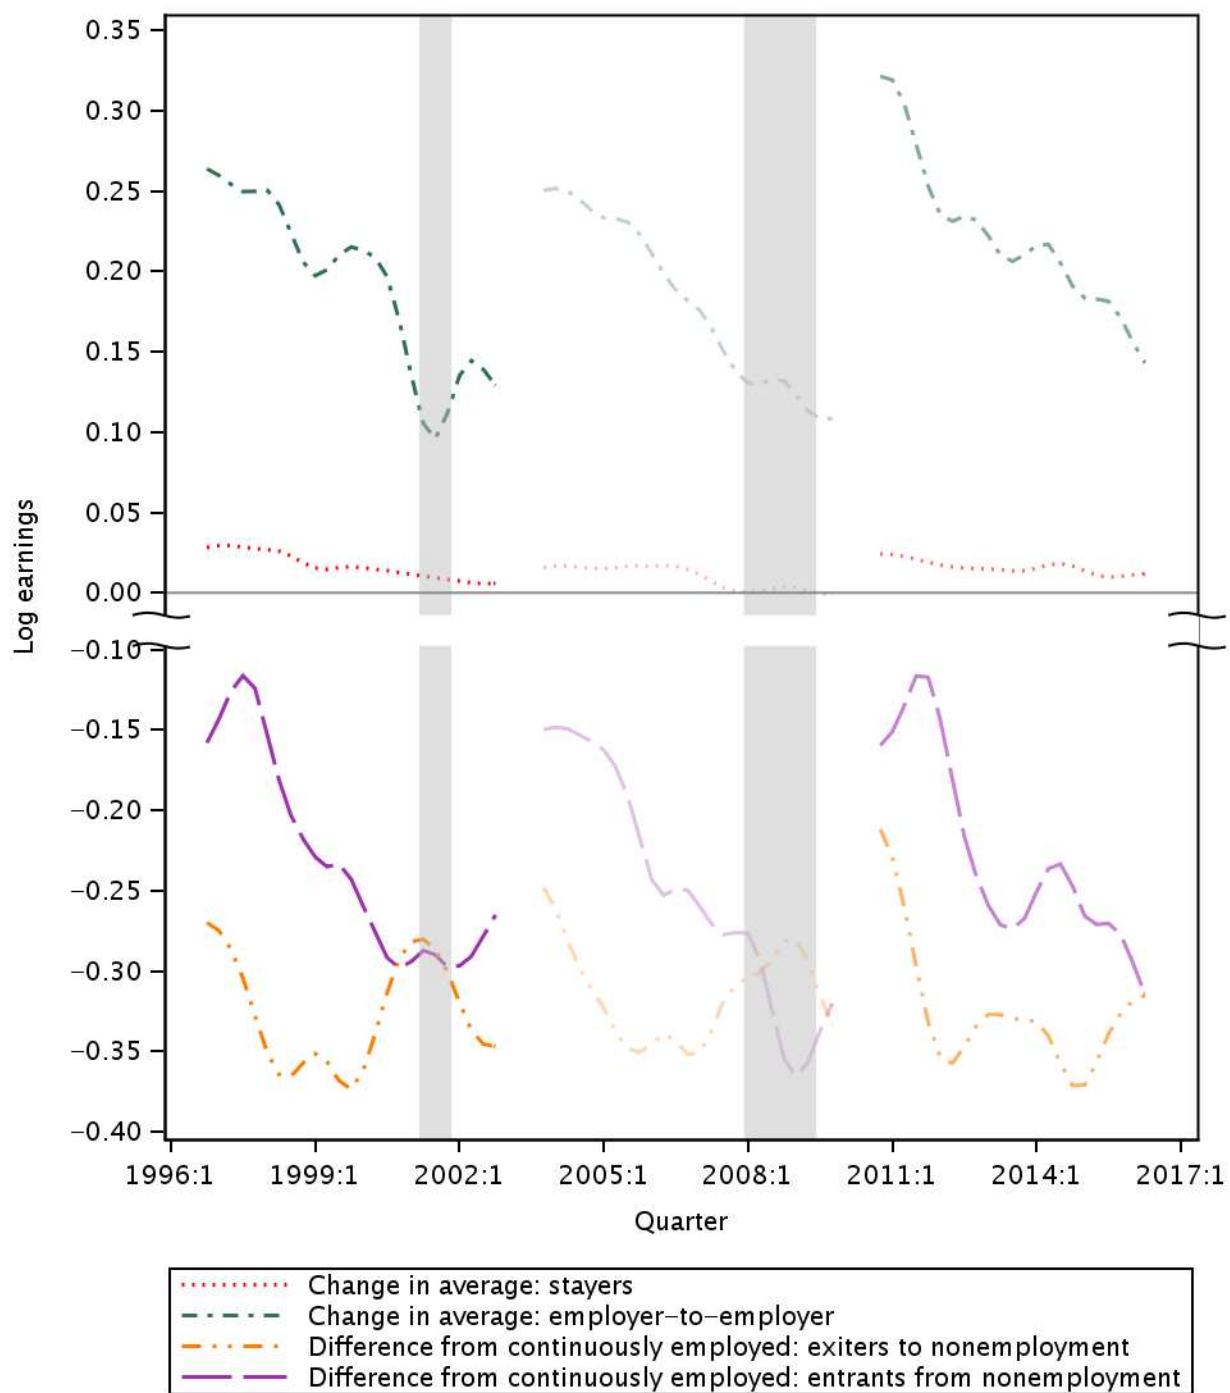 0.35
0.30
0.25
0.20
0.15
0.10
0.05
0.00
−0.10
−0.15
−0.20
−0.25
−0.30
−0.35
−0.40
Log earnings
1996:1 1999:1 2002:1 2005:1 2008:1 2011:1 2014:1 2017:1
Quarter
Change in average: stayers
Change in average: employer−to−employer
Difference from continuously employed: exiters to nonemployment
Difference from continuously employed: entrants from nonemployment